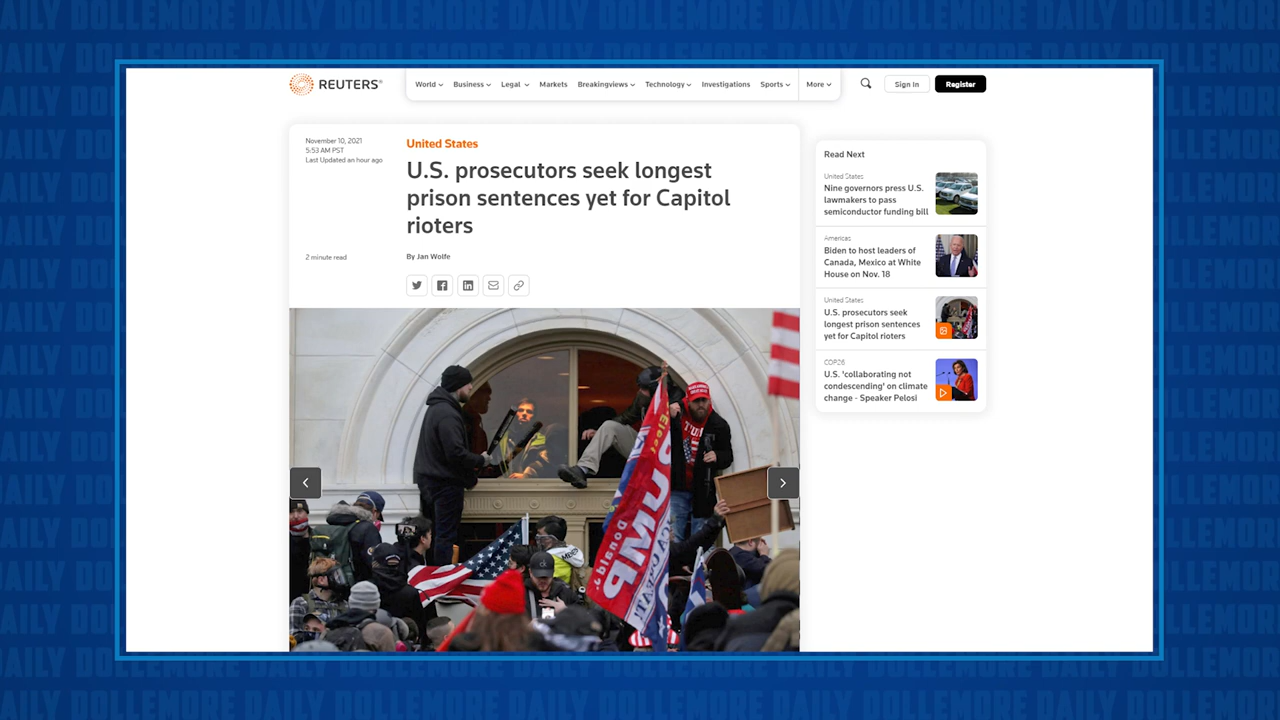 DAILY DOLLEMORE
REUTERS®
World
Business
Legal
Markets
Breakingviews
Technology
Investigations
Sports
More
Sign In
Register
November 10, 2021
5:53 AM PST
Last Updated an hour ago
2 minute read
United States
U.S. prosecutors seek longest
prison sentences yet for Capitol
rioters
By Jan Wolfe
Read Next
United States
Nine governors press U.S.
lawmakers to pass
semiconductor funding bill
Americas
Biden to host leaders of
Canada, Mexico at White
House on Nov. 18
United States
U.S. prosecutors seek
longest prison sentences
yet for Capitol rioters
COP26
U.S. 'collaborating not
condescending' on climate
change - Speaker Pelosi
TRUMP
Donald J.